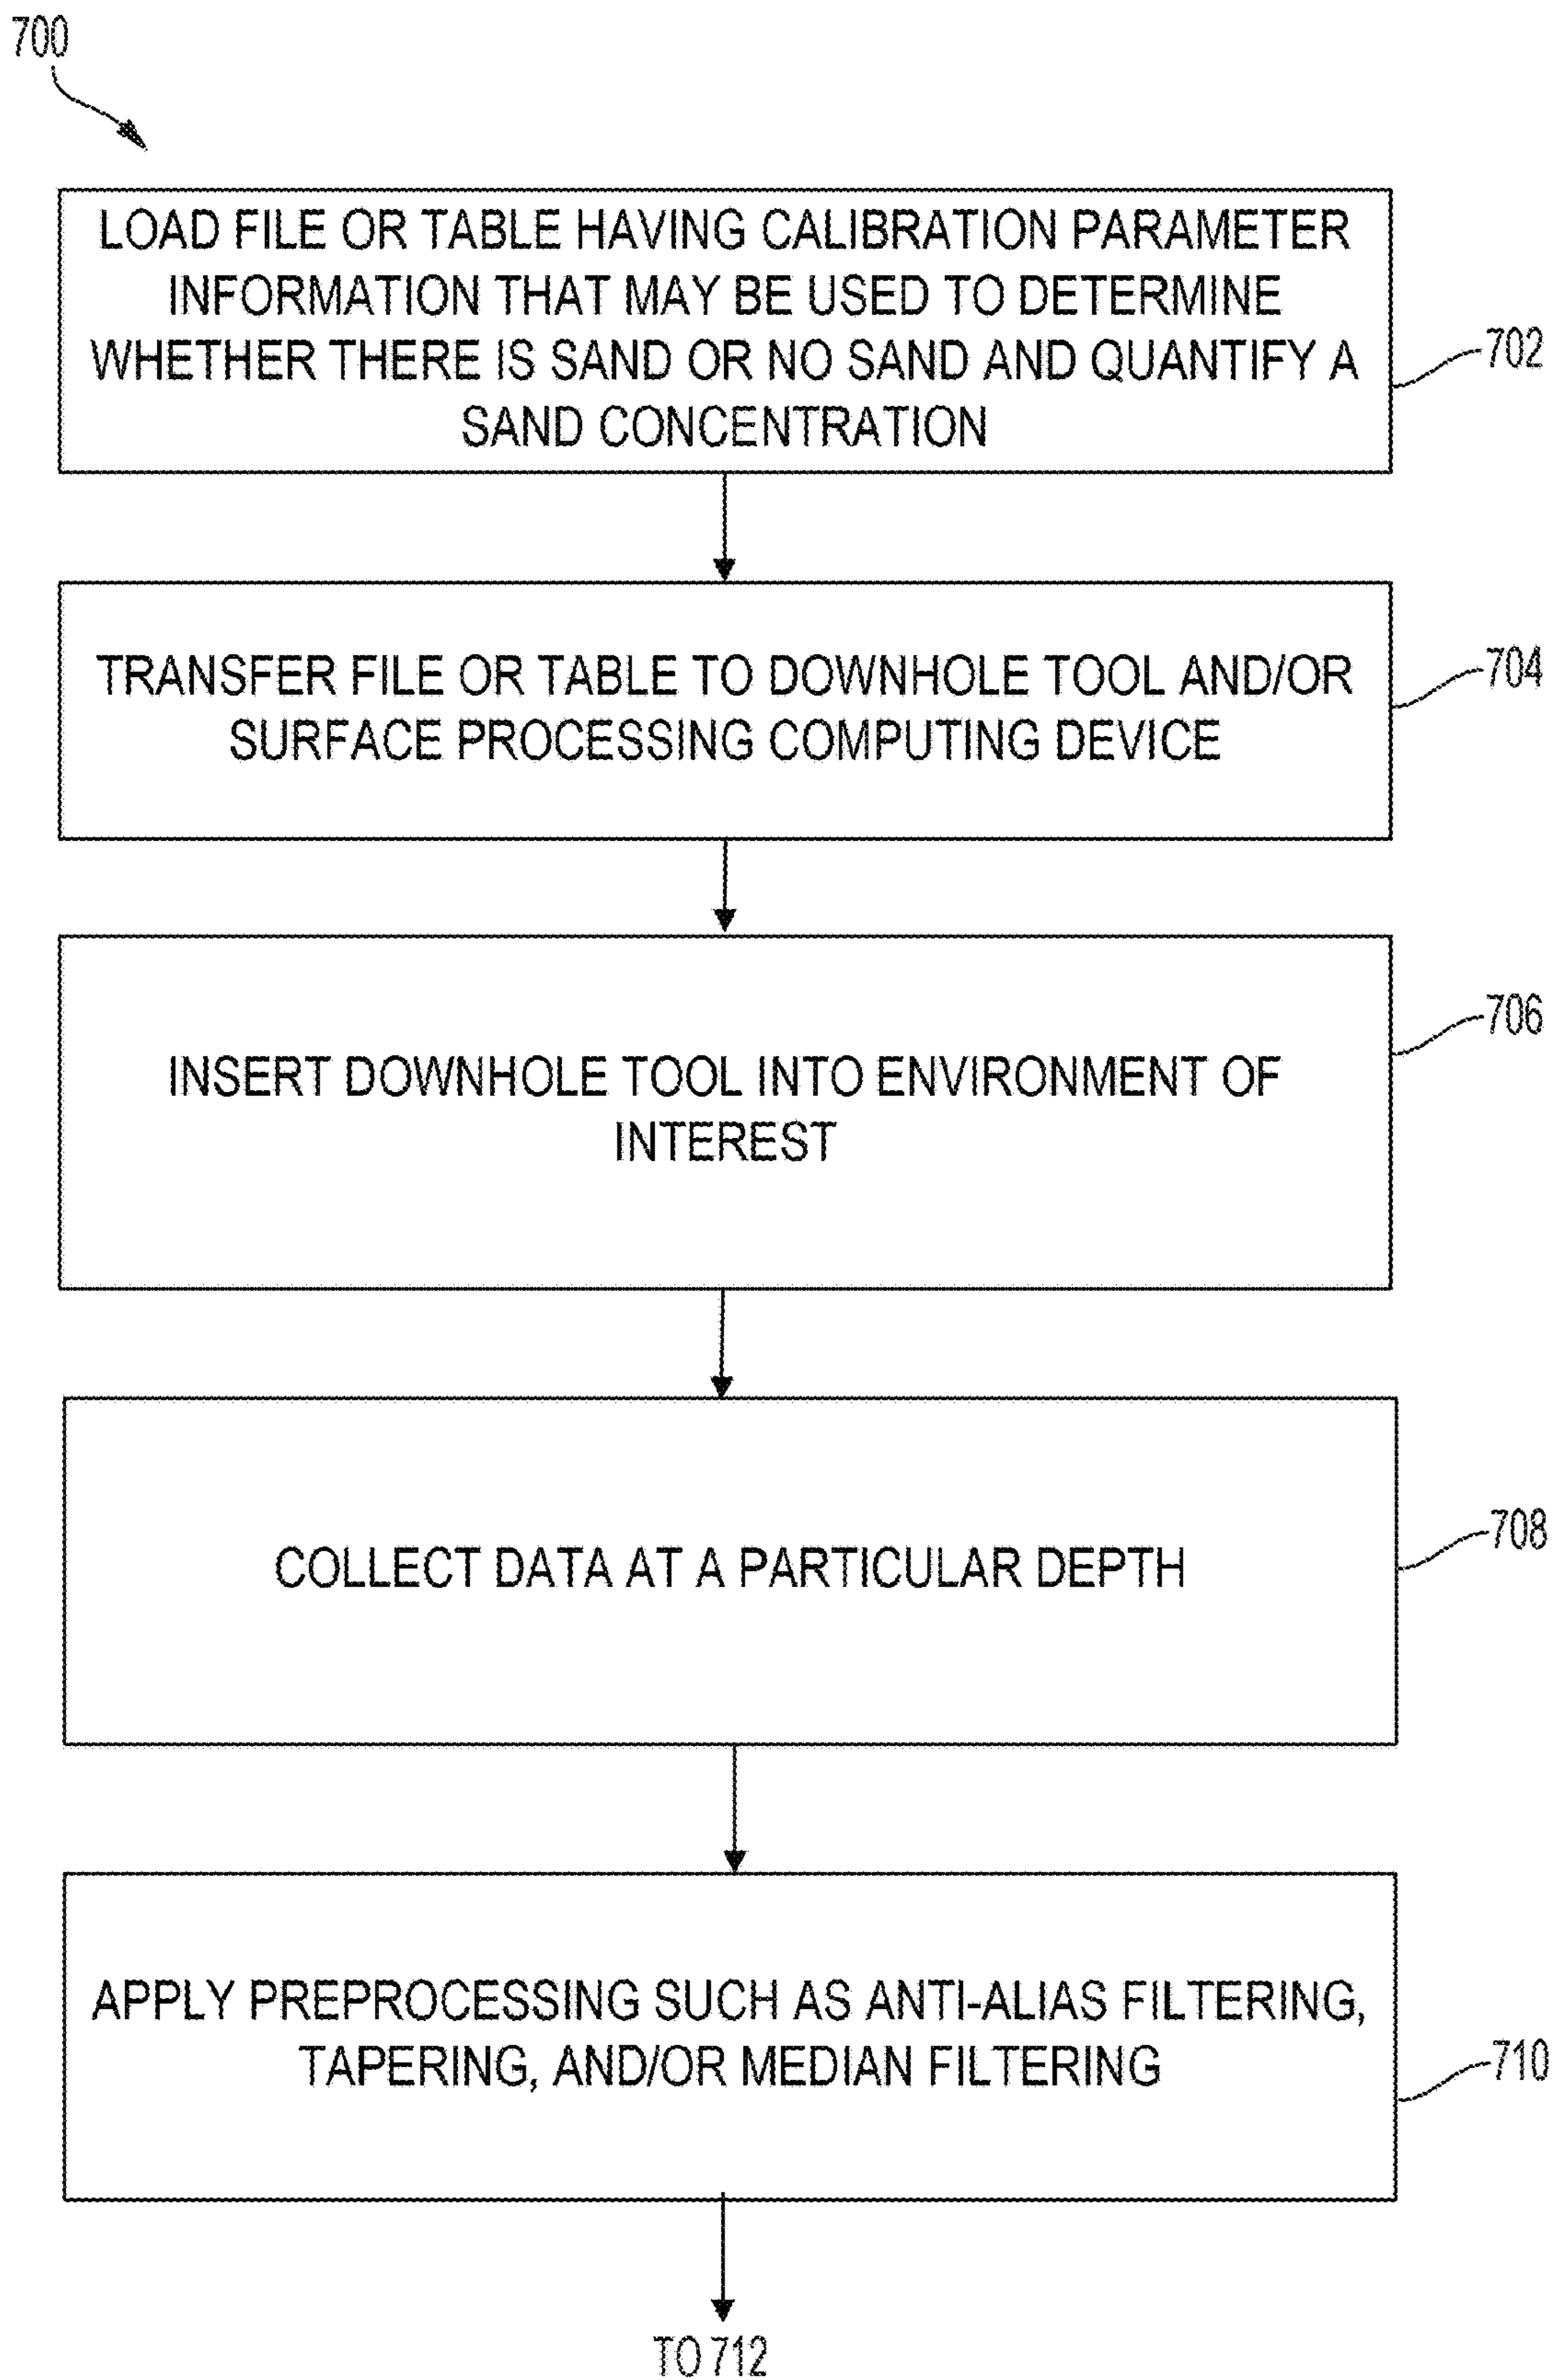 700
LOAD FILE OR TABLE HAVING CALIBRATION PARAMETER
INFORMATION THAT MAY BE USED TO DETERMINE
WHETHER THERE IS SAND OR NO SAND AND QUANTIFY A
SAND CONCENTRATION
702
TRANSFER FILE OR TABLE TO DOWNHOLE TOOL AND/OR
SURFACE PROCESSING COMPUTING DEVICE
704
INSERT DOWNHOLE TOOL INTO ENVIRONMENT OF
INTEREST
706
COLLECT DATA AT A PARTICULAR DEPTH
708
APPLY PREPROCESSING SUCH AS ANTI-ALIAS FILTERING,
TAPERING, AND/OR MEDIAN FILTERING
710
TO 712